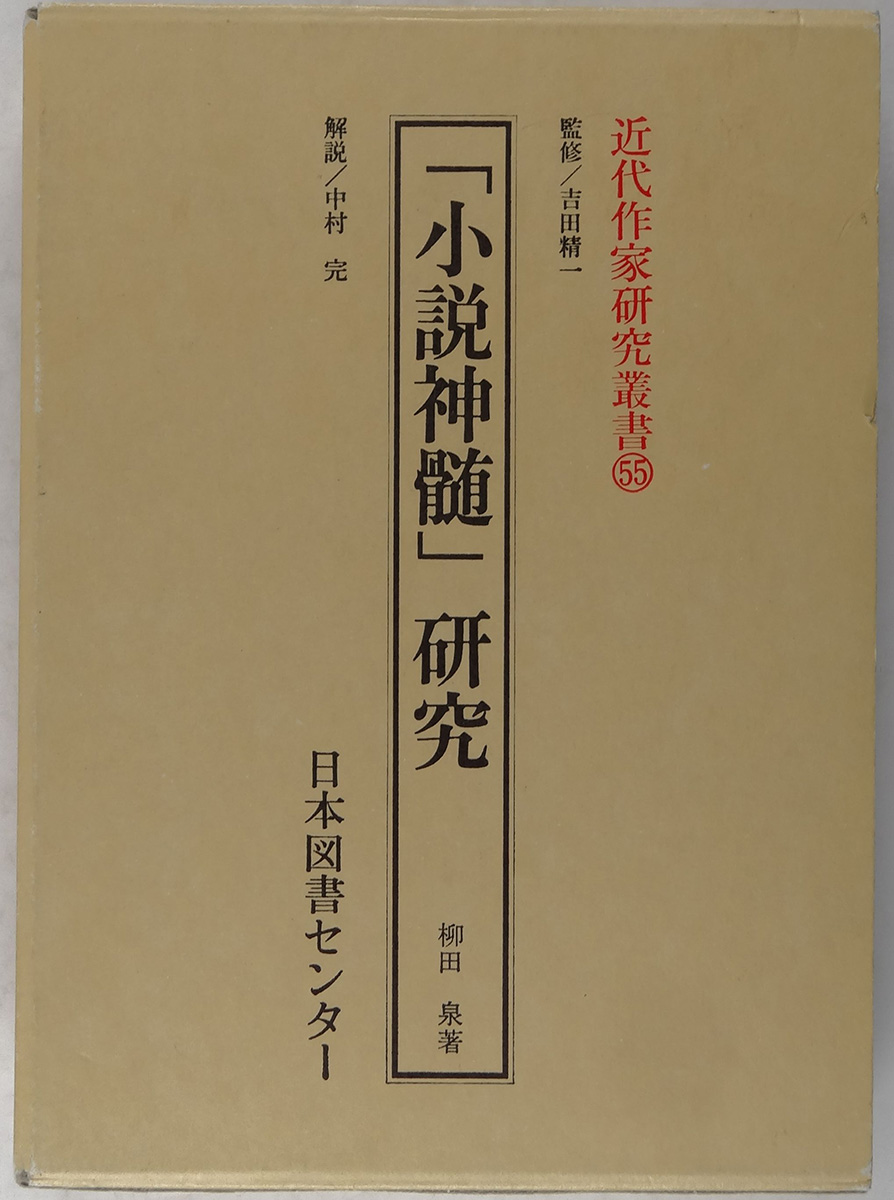 近代作家研究叢書55
監修/吉田精一
「小説神髄」研究
柳田 泉著
解説/中村 完
日本図書センター